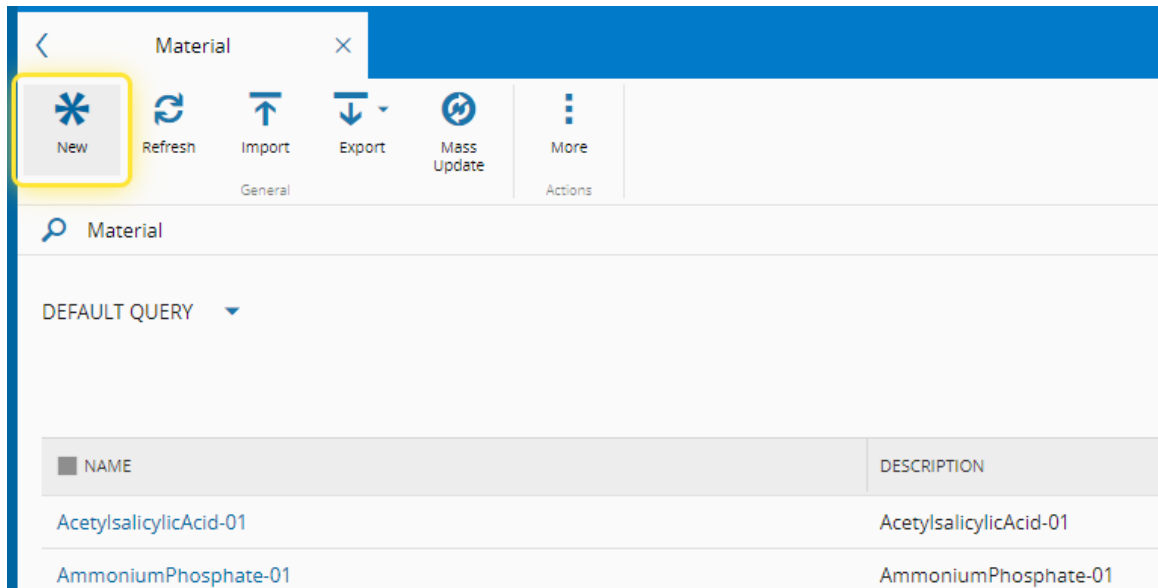 Material
New Refresh Import Export Mass Update More
General Actions
Material
DEFAULT QUERY
NAME DESCRIPTION
AcetylsalicylicAcid-01 AcetylsalicylicAcid-01
AmmoniumPhosphate-01 AmmoniumPhosphate-01